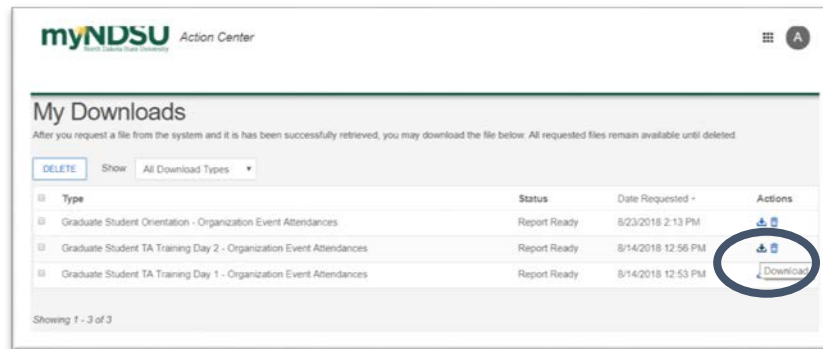 myNDSU Action Center
North Dakota State University
A
My Downloads
After you request a file from the system and it is has been successfully retrieved, you may download the file below. All requested files remain available until deleted.
DELETE Show All Download Types
Type Status Date Requested Actions
Graduate Student Orientation - Organization Event Attendances Report Ready 8/23/2018 2:13 PM
Graduate Student TA Training Day 2 - Organization Event Attendances Report Ready 8/14/2018 12:56 PM
Graduate Student TA Training Day 1 - Organization Event Attendances Report Ready 8/14/2018 12:53 PM
Download
Showing 1 - 3 of 3